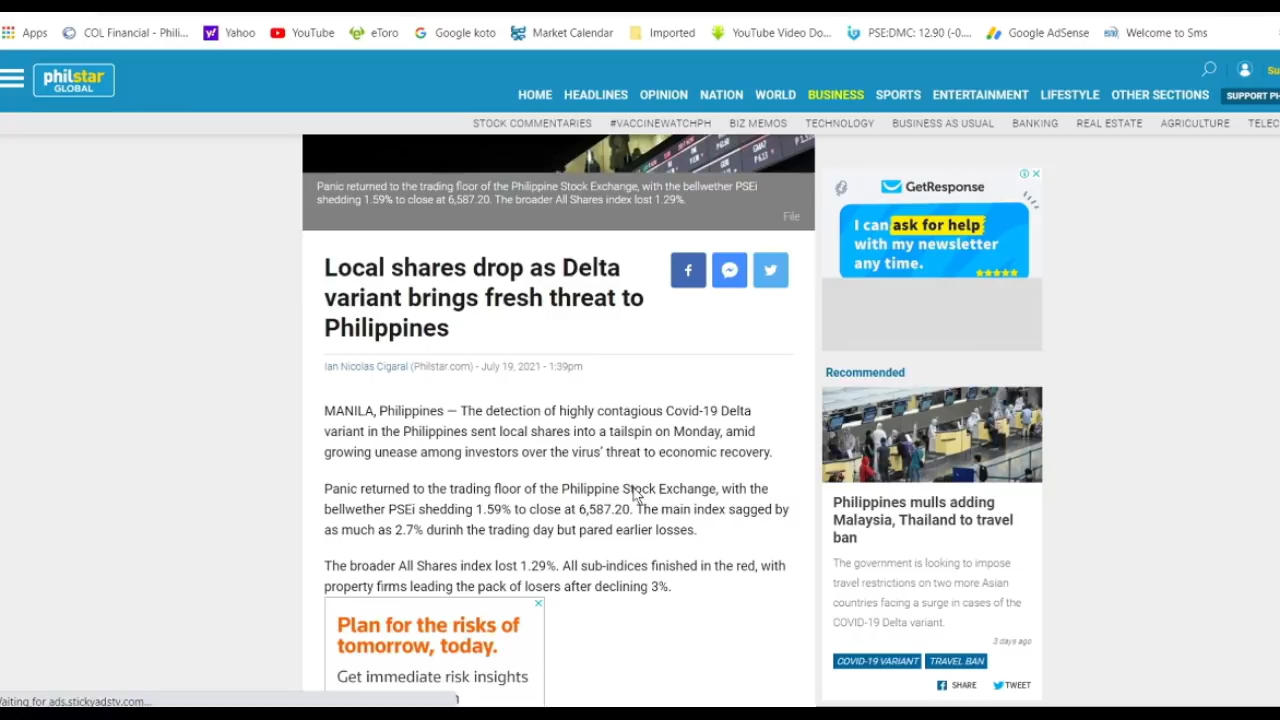 Apps COL Financial - Phili... Yahoo YouTube eToro Google koto Market Calendar Imported YouTube Video Do... PSE:DMC: 12.90 (-0.... Google AdSense Welcome to Sms
philstar
GLOBAL
HOME HEADLINES OPINION NATION WORLD BUSINESS SPORTS ENTERTAINMENT LIFESTYLE OTHER SECTIONS SUPPORT PH
STOCK COMMENTARIES #VACCINEWATCHPH BIZ MEMOS TECHNOLOGY BUSINESS AS USUAL BANKING REAL ESTATE AGRICULTURE TELEC
Panic returned to the trading floor of the Philippine Stock Exchange, with the bellwether PSEi
shedding 1.59% to close at 6,587.20. The broader All Shares index lost 1.29%.
File
Local shares drop as Delta
variant brings fresh threat to
Philippines
Ian Nicolas Cigaral (Philstar.com) - July 19, 2021 - 1:39pm
MANILA, Philippines — The detection of highly contagious Covid-19 Delta
variant in the Philippines sent local shares into a tailspin on Monday, amid
growing unease among investors over the virus' threat to economic recovery.
Panic returned to the trading floor of the Philippine Stock Exchange, with the
bellwether PSEi shedding 1.59% to close at 6,587.20. The main index sagged by
as much as 2.7% durinh the trading day but pared earlier losses.
The broader All Shares index lost 1.29%. All sub-indices finished in the red, with
property firms leading the pack of losers after declining 3%.
Plan for the risks of
tomorrow, today.
Get immediate risk insights
GetResponse
I can ask for help
with my newsletter
any time.
Recommended
Philippines mulls adding
Malaysia, Thailand to travel
ban
The government is looking to impose
travel restrictions on two more Asian
countries facing a surge in cases of the
COVID-19 Delta variant.
3 days ago
COVID-19 VARIANT TRAVEL BAN
SHARE TWEET
Waiting for ads.stickyadstv.com...